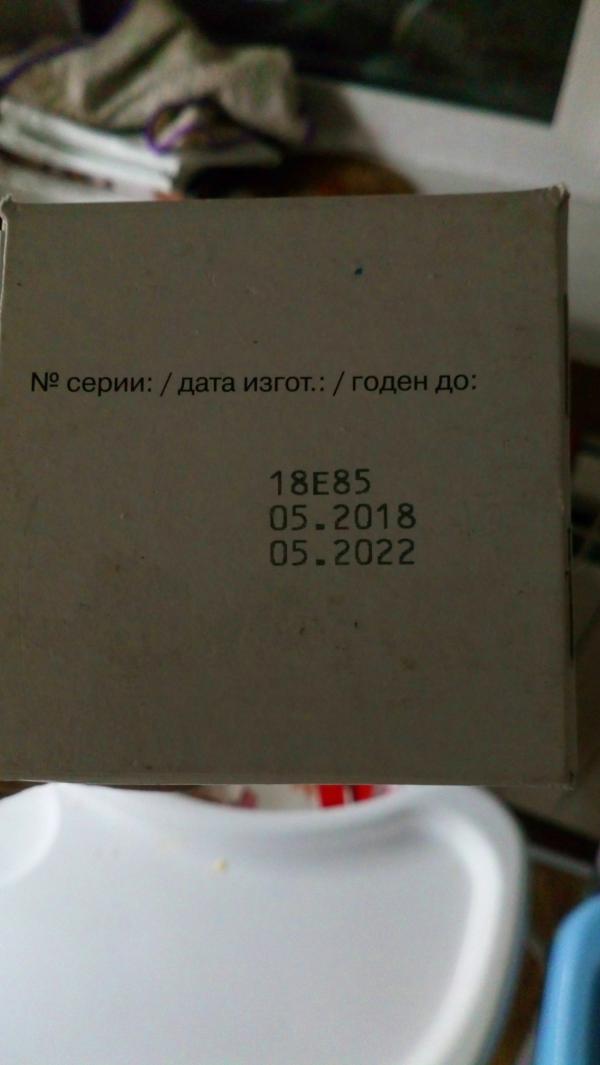 № серии: / дата изгот.: / годен до:
18E85
05.2018
05.2022